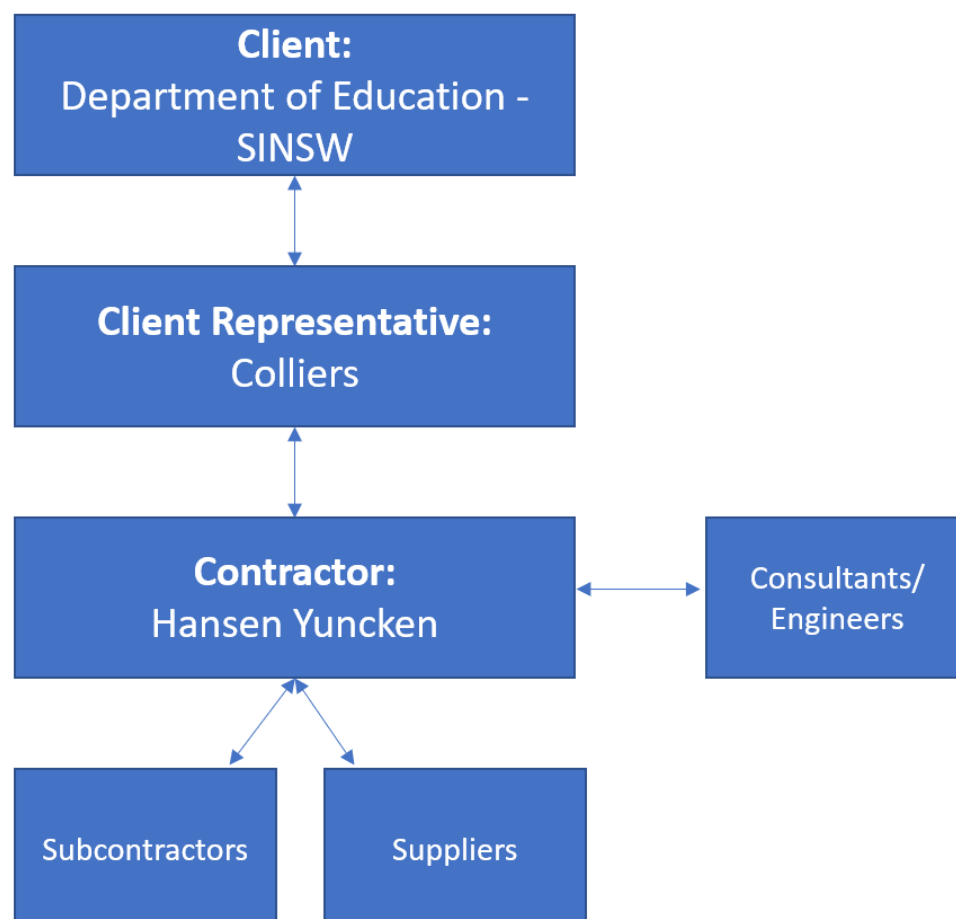 Client:
Department of Education -
SINSW
Client Representative:
Colliers
Contractor:
Hansen Yuncken
Consultants/
Engineers
Subcontractors
Suppliers